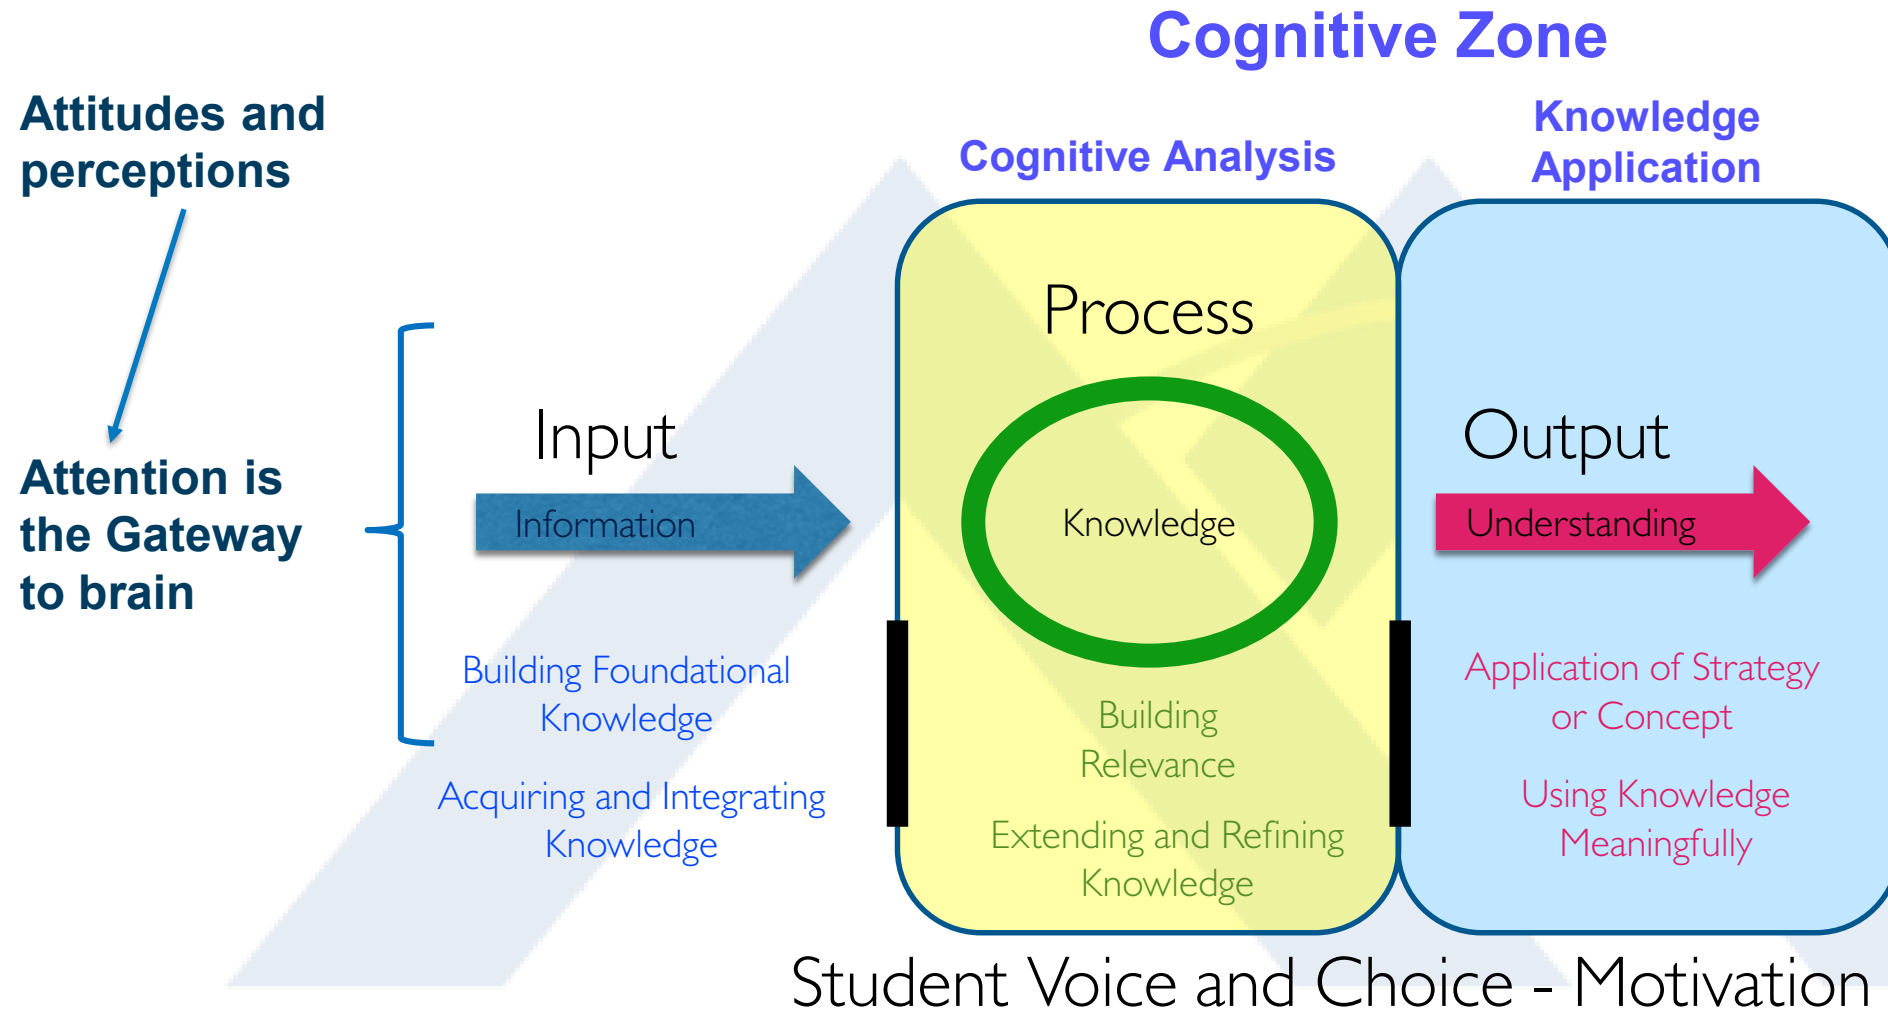 Cognitive Zone
Attitudes and
perceptions
Cognitive Analysis
Knowledge
Application
Attention is
the Gateway
to brain
Input
Information
Building Foundational
Knowledge
Acquiring and Integrating
Knowledge
Process
Knowledge
Building
Relevance
Extending and Refining
Knowledge
Output
Understanding
Application of Strategy
or Concept
Using Knowledge
Meaningfully
Student Voice and Choice - Motivation